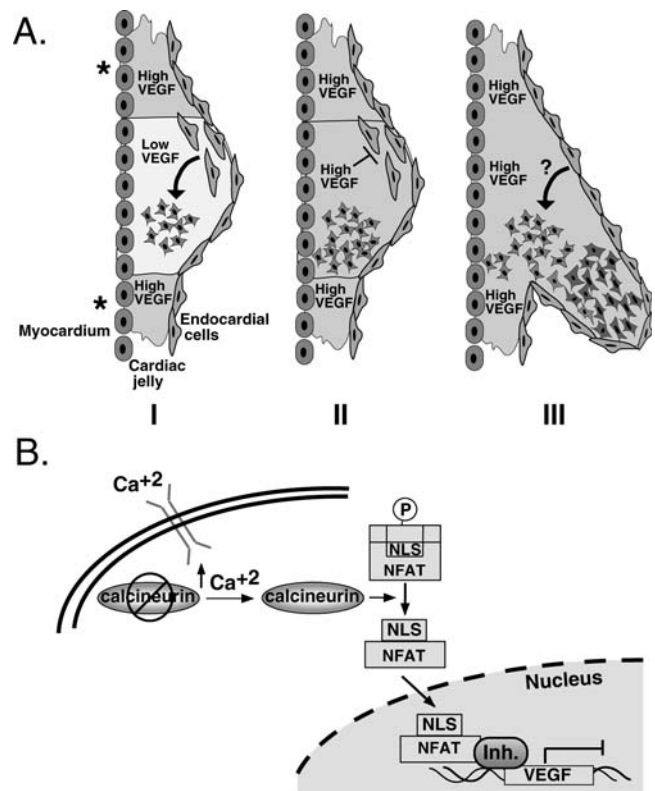 A.
*
High
VEGF
Low
VEGF
High
VEGF
*
Myocardium
Endocardial
cells
Cardiac
jelly
I
High
VEGF
High
VEGF
High
VEGF
II
High
VEGF
High
VEGF
?
High
VEGF
III
B.
Ca+2
P
NLS
NFAT
calcineurin
Ca+2
calcineurin
NLS
NFAT
Nucleus
NLS
NFAT
Inh.
VEGF